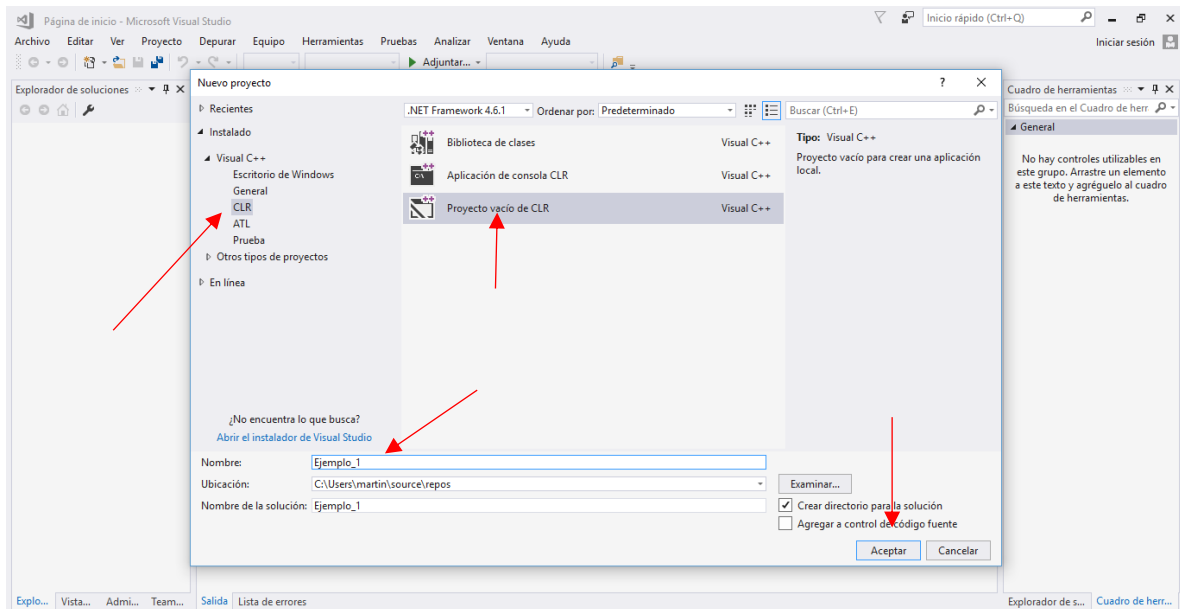 Página de inicio - Microsoft Visual Studio
Inicio rápido (Ctrl+Q)
Archivo Editar Ver Proyecto Depurar Equipo Herramientas Pruebas Analizar Ventana Ayuda
Iniciar sesión
Adjuntar...
Explorador de soluciones
Nuevo proyecto
?
Recientes
Instalado
Visual C++
Escritorio de Windows
General
CLR
ATL
Prueba
Otros tipos de proyectos
En línea
¿No encuentra lo que busca?
Abrir el instalador de Visual Studio
.NET Framework 4.6.1 Ordenar por: Predeterminado
Buscar (Ctrl+E)
Biblioteca de clases Visual C++
Aplicación de consola CLR Visual C++
Proyecto vacío de CLR Visual C++
Tipo: Visual C++
Proyecto vacío para crear una aplicación
local.
Nombre: Ejemplo_1
Ubicación: C:\Users\martin\source\repos
Examinar...
Nombre de la solución: Ejemplo_1
Crear directorio para la solución
Agregar a control de código fuente
Aceptar Cancelar
Cuadro de herramientas
Búsqueda en el Cuadro de herr
General
No hay controles utilizables en
este grupo. Arrastre un elemento
a este texto y agréguelo al cuadro
de herramientas.
Explo... Vista... Admi... Team...
Salida Lista de errores
Explorador de s... Cuadro de herr...